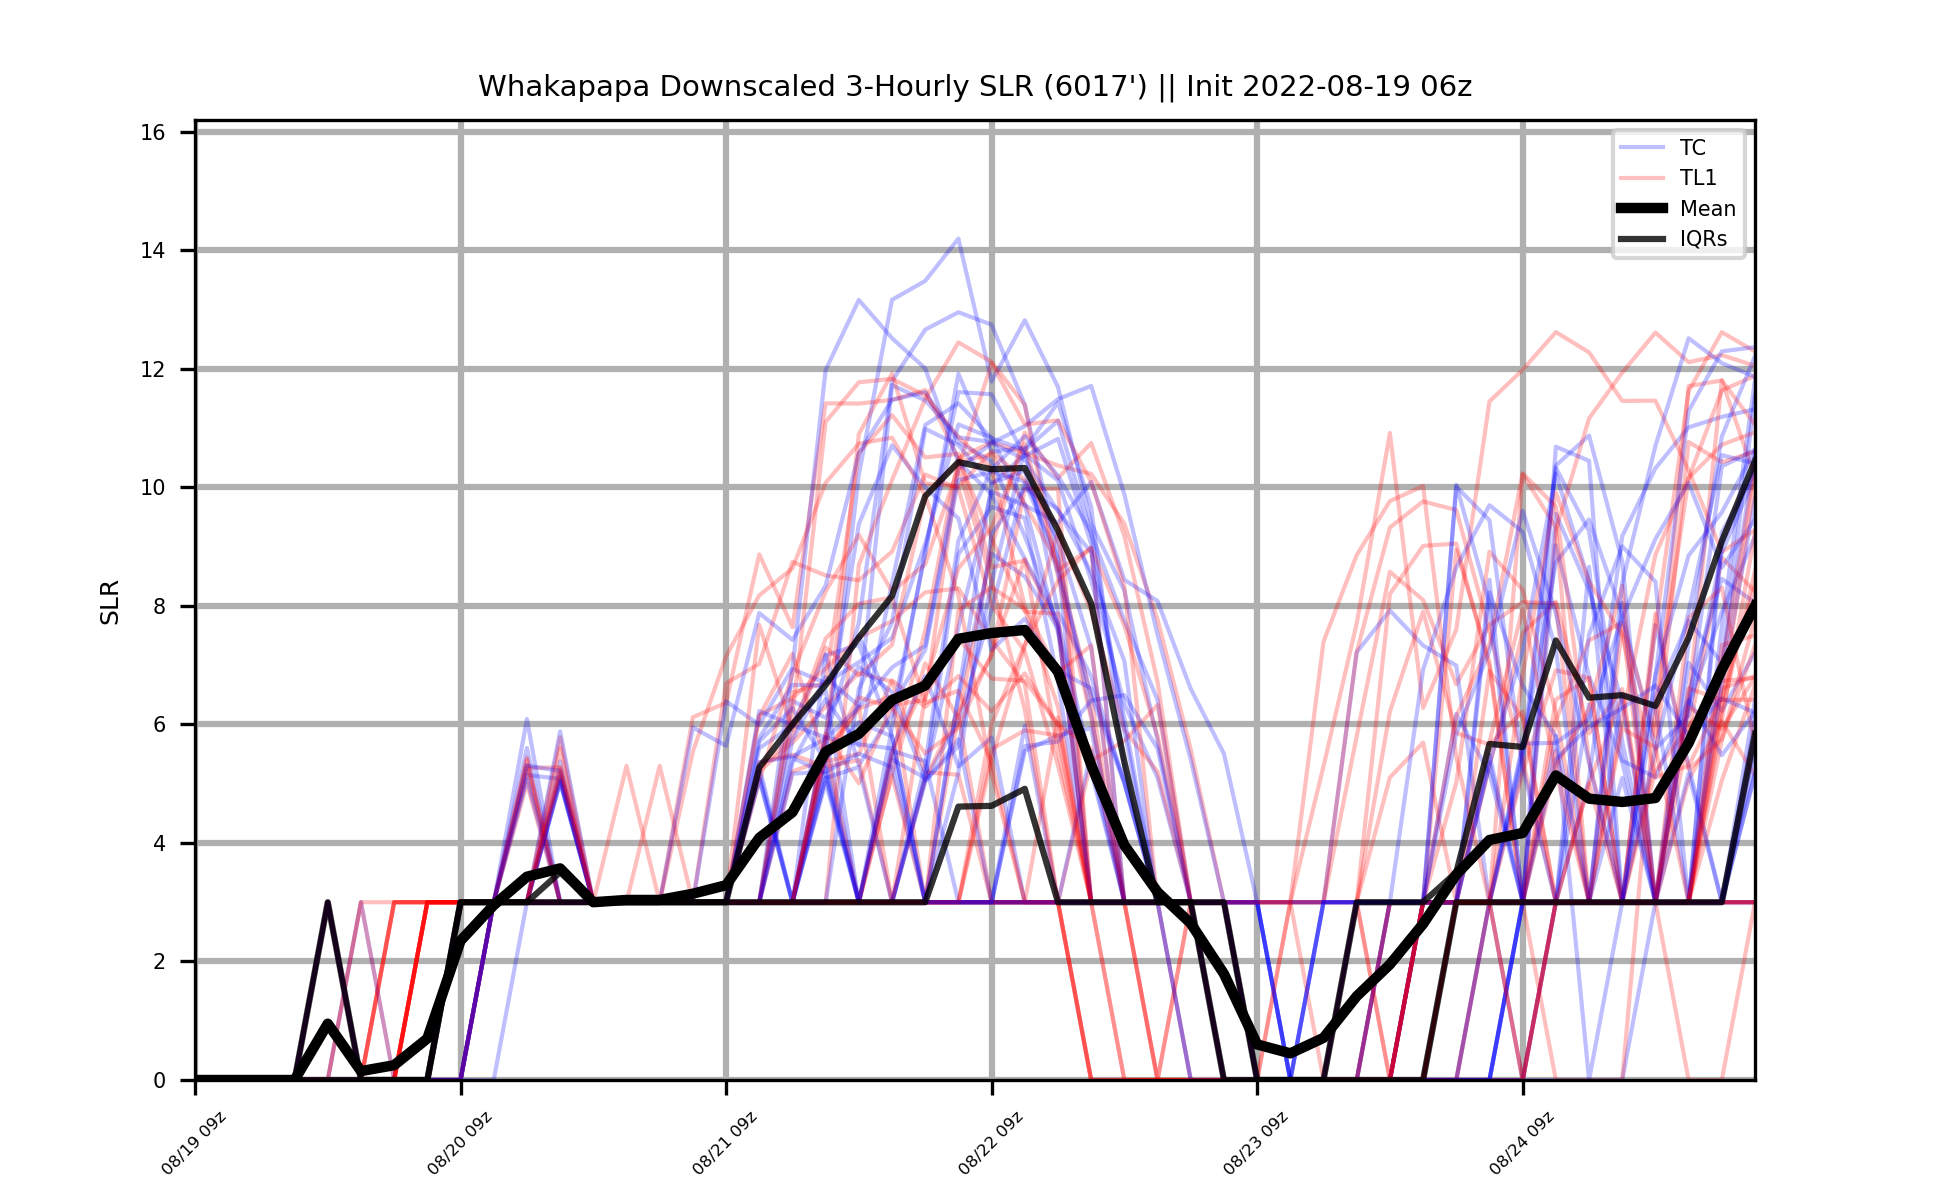 Whakapapa Downscaled 3-Hourly SLR (6017') || Init 2022-08-19 06z
TC
TL1
Mean
IQRs
SLR
16
14
12
10
8
6
4
2
0
08/19 09z
08/20 09z
08/21 09z
08/22 09z
08/23 09z
08/24 09z